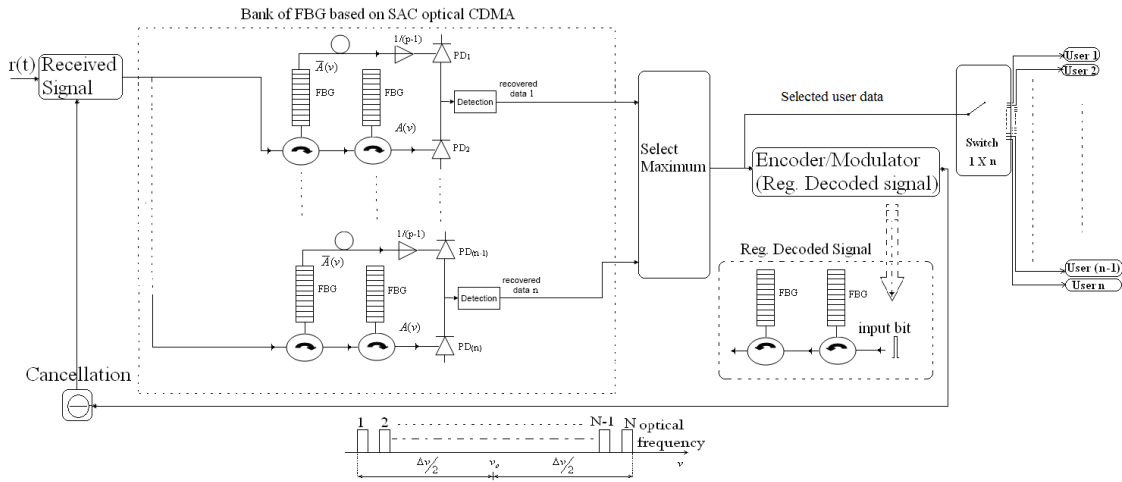 Bank of FBG based on SAC optical CDMA
r(t)
Received
Signal
1/(p-1)
A̅(v)
FBG
FBG
A(v)
PD1
PD2
Detection
recovered
data 1
1/(p-1)
A̅(v)
FBG
FBG
A(v)
PD(n-1)
PD(n)
Detection
recovered
data n
Select
Maximum
Selected user data
Encoder/Modulator
(Reg. Decoded signal)
Reg. Decoded Signal
FBG
FBG
input bit
Switch
1 X n
User 1
User 2
User (n-1)
User n
Cancellation
1 2 N-1 N optical
frequency
Δv/2 vo Δv/2 v